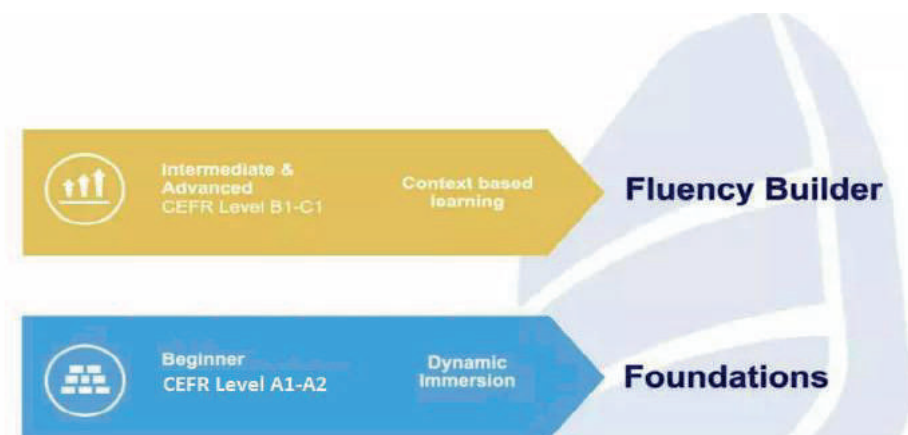 Intermediate &
Advanced
CEFR Level B1-C1
Context based
learning
Fluency Builder
Beginner
CEFR Level A1-A2
Dynamic
Immersion
Foundations